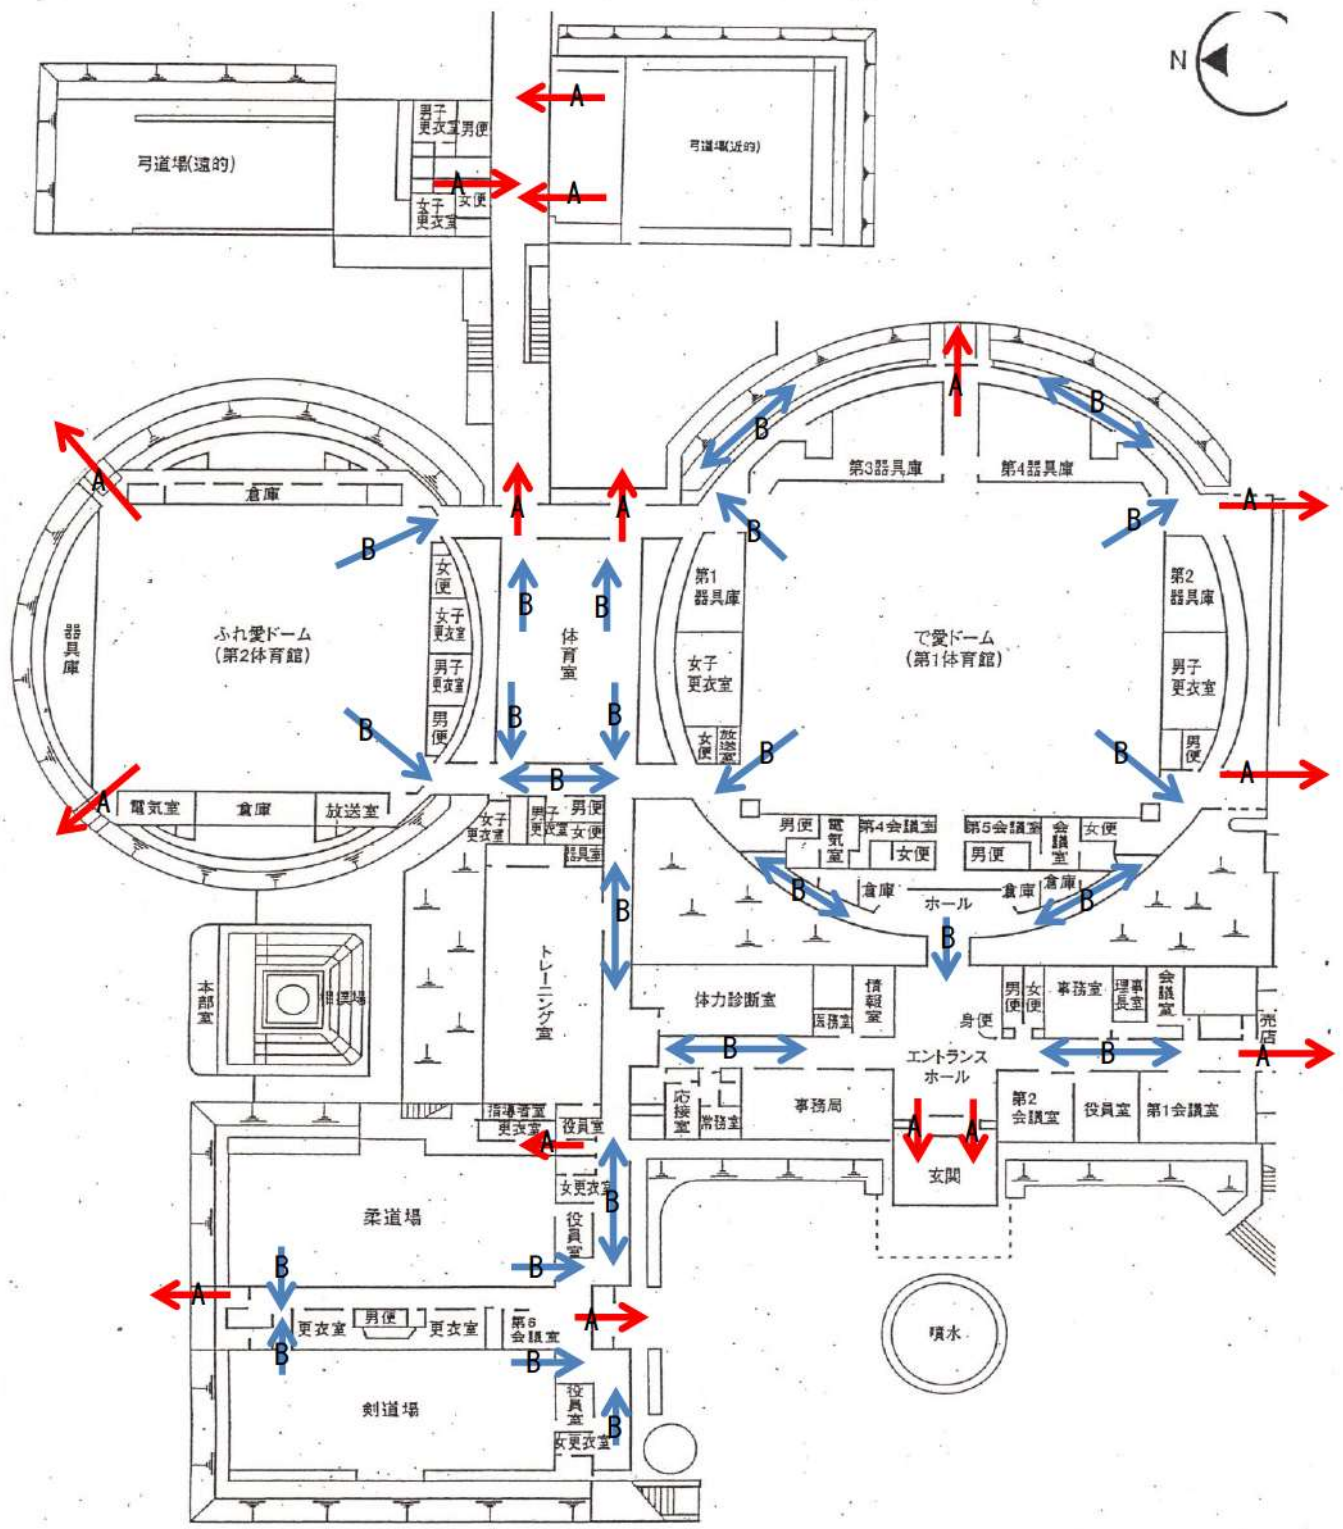 N
A
男子
更衣室
男便
弓道場(遠的)
弓道場(近的)
A
A
女子
更衣室
女便
A
B
B
第3器具庫
第4器具庫
A
倉庫
A
A
A
B
B
B
女便
第1
器具庫
第2
器具庫
B
B
女子
更衣室
器具庫
ふれ愛ドーム
(第2体育館)
体育室
で愛ドーム
(第1体育館)
男子
更衣室
女子
更衣室
男子
更衣室
男便
B
B
B
女便
放送室
B
B
男便
A
B
A
電気室
倉庫
放送室
女子
更衣室
男子
更衣室
男便
女便
器具室
男便
電気室
第4会議室
女便
第5会議室
男便
会議室
女便
B
B
倉庫
ホール
倉庫
倉庫
B
B
トレーニング室
本部室
体力診断室
医務室
情報室
男便
女便
事務室
理事長室
会議室
売店
身便
B
エントランス
ホール
B
A
応接室
常務室
事務局
第2
会議室
役員室
第1会議室
指導者室
更衣室
役員室
A
A
A
玄関
女更衣室
B
柔道場
役員室
B
B
A
男便
更衣室
更衣室
第6
会議室
A
B
B
噴水
剣道場
役員室
B
女更衣室